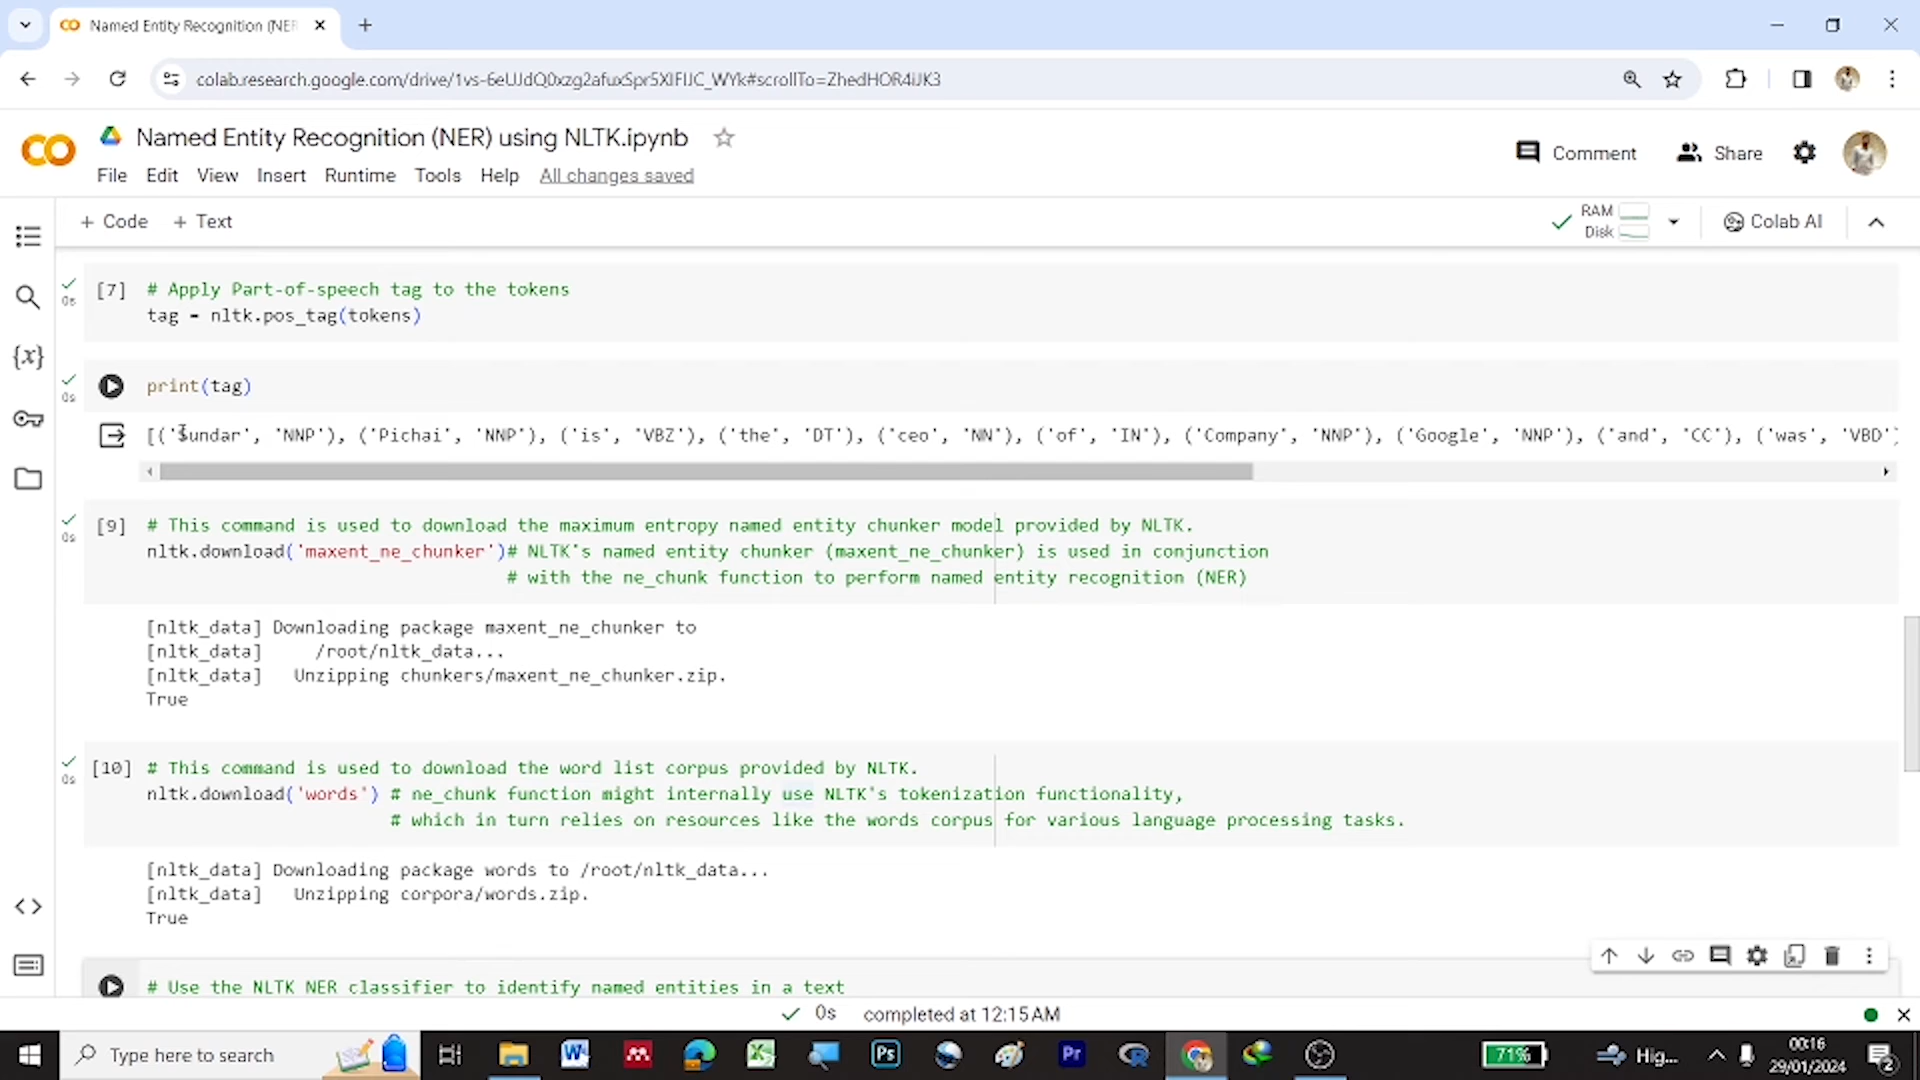 Named Entity Recognition (NER
colab.research.google.com/drive/1vs-6eUJdQ0xzg2afuxSpr5XlFIJC_WYk#scrollTo=ZhedHOR4iJK3
Named Entity Recognition (NER) using NLTK.ipynb
Comment
Share
File Edit View Insert Runtime Tools Help All changes saved
+ Code + Text
RAM
Disk
Colab AI
[7] # Apply Part-of-speech tag to the tokens
0s
tag = nltk.pos_tag(tokens)
print(tag)
0s
[('Sundar', 'NNP'), ('Pichai', 'NNP'), ('is', 'VBZ'), ('the', 'DT'), ('ceo', 'NN'), ('of', 'IN'), ('Company', 'NNP'), ('Google', 'NNP'), ('and', 'CC'), ('was', 'VBD')
[9] # This command is used to download the maximum entropy named entity chunker model provided by NLTK.
0s
nltk.download('maxent_ne_chunker')# NLTK's named entity chunker (maxent_ne_chunker) is used in conjunction
# with the ne_chunk function to perform named entity recognition (NER)
[nltk_data] Downloading package maxent_ne_chunker to
[nltk_data] /root/nltk_data...
[nltk_data] Unzipping chunkers/maxent_ne_chunker.zip.
True
[10] # This command is used to download the word list corpus provided by NLTK.
0s
nltk.download('words') # ne_chunk function might internally use NLTK's tokenization functionality,
# which in turn relies on resources like the words corpus for various language processing tasks.
[nltk_data] Downloading package words to /root/nltk_data...
[nltk_data] Unzipping corpora/words.zip.
True
# Use the NLTK NER classifier to identify named entities in a text
0s completed at 12:15 AM
Type here to search
71%
Hig...
00:16
29/01/2024
2